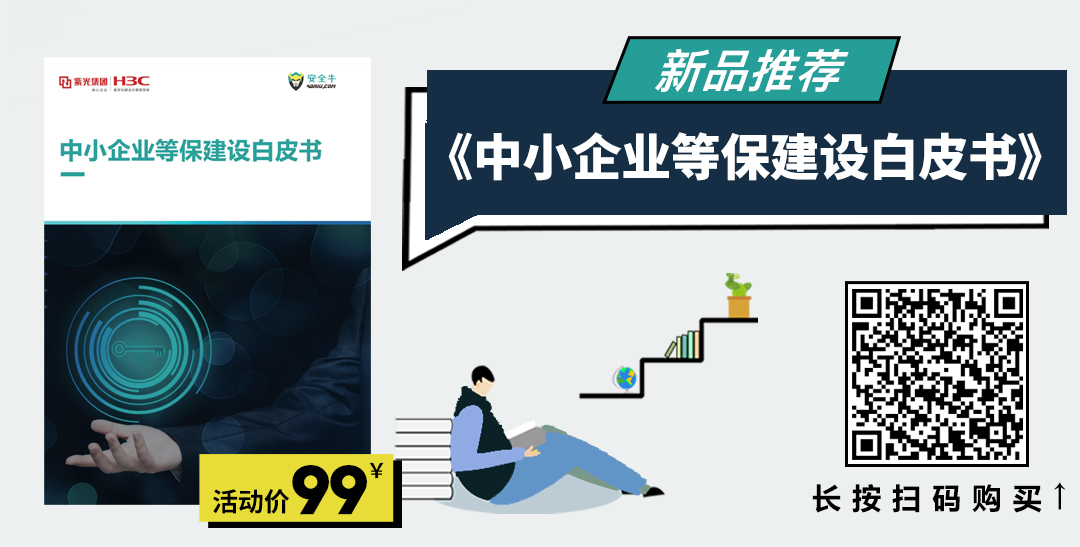 紫光集团 H3C
安全牛
中小企业等保建设白皮书
活动价99¥
新品推荐
《中小企业等保建设白皮书》
长按扫码购买↑